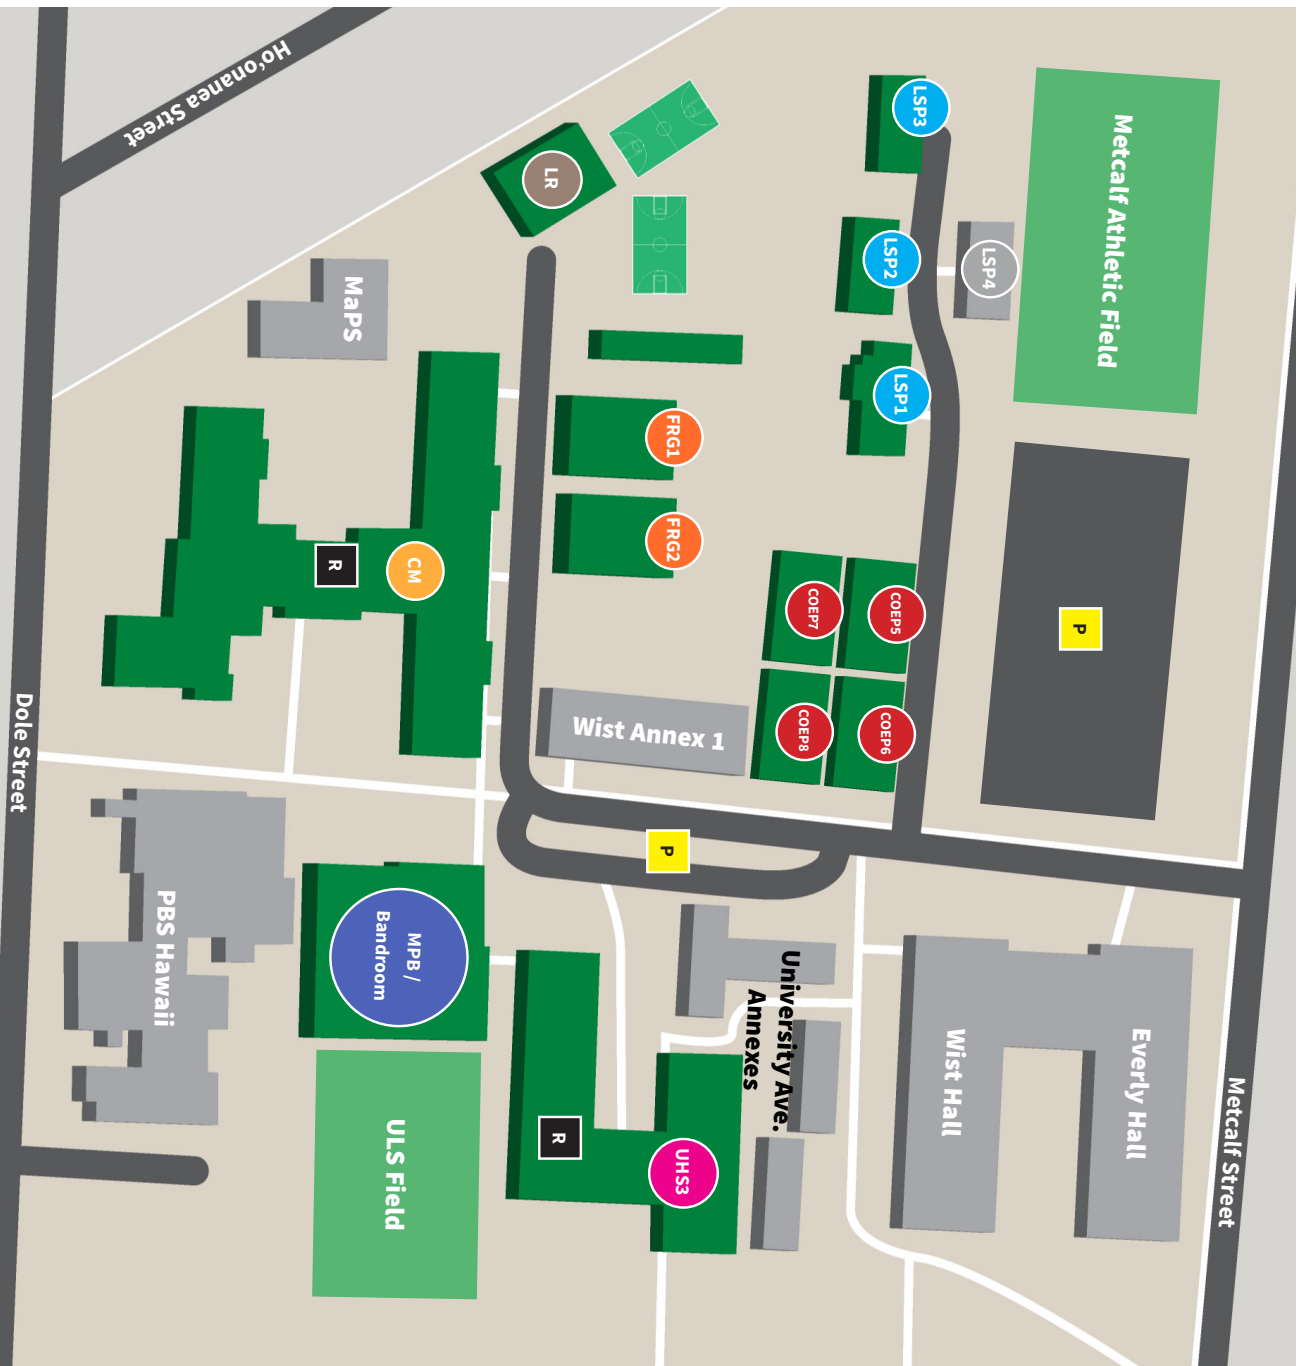 Ho‘onanea Street
LSP3
Metcalf Athletic Field
LR
LSP2
LSP4
MaPS
LSP1
FRG1
FRG2
R
CM
COEP7
COEP5
P
Dole Street
Wist Annex 1
COEP8
COEP6
P
PBS Hawaii
MPB /
Bandroom
University Ave.
Annexes
Wist Hall
Everly Hall
Metcalf Street
ULS Field
R
UHS3